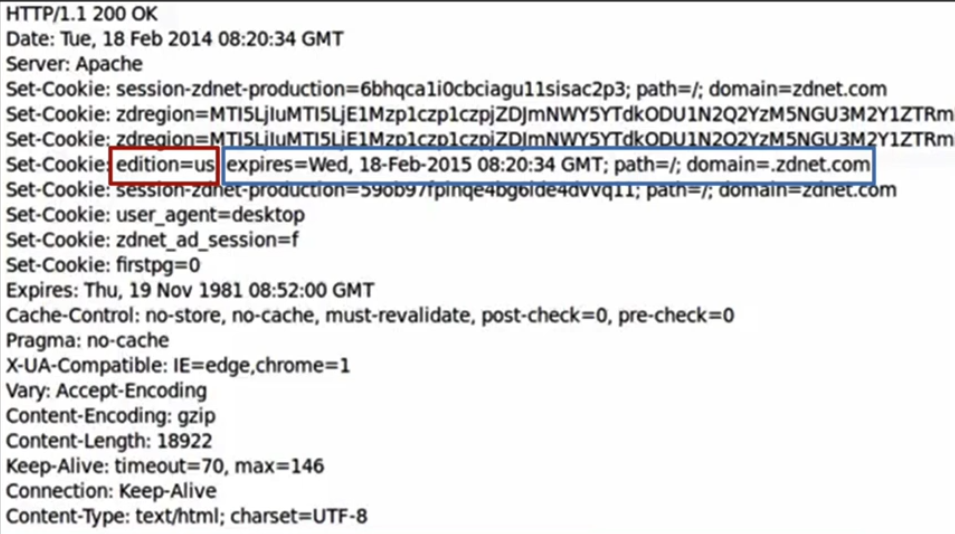 HTTP/1.1 200 OK
Date: Tue, 18 Feb 2014 08:20:34 GMT
Server: Apache
Set-Cookie: session-zdnet-production=6bhqca1i0cbciagu11sisac2p3; path=/; domain=zdnet.com
Set-Cookie: zdregion=MTI5LjIuMTI5LjE1Mzp1czp1czpjZDJmNWY5YTdkODU1N2Q2YzM5NGU3M2Y1ZTRm
Set-Cookie: zdregion=MTI5LjIuMTI5LjE1Mzp1czp1czpjZDJmNWY5YTdkODU1N2Q2YzM5NGU3M2Y1ZTRm
Set-Cookie: edition=us expires=Wed, 18-Feb-2015 08:20:34 GMT; path=/; domain=.zdnet.com
Set-Cookie: session-zdnet-production=59ob97fpinqe4bg6lde4dvvq11; path=/; domain=zdnet.com
Set-Cookie: user_agent=desktop
Set-Cookie: zdnet_ad_session=f
Set-Cookie: firstpg=0
Expires: Thu, 19 Nov 1981 08:52:00 GMT
Cache-Control: no-store, no-cache, must-revalidate, post-check=0, pre-check=0
Pragma: no-cache
X-UA-Compatible: IE=edge,chrome=1
Vary: Accept-Encoding
Content-Encoding: gzip
Content-Length: 18922
Keep-Alive: timeout=70, max=146
Connection: Keep-Alive
Content-Type: text/html; charset=UTF-8